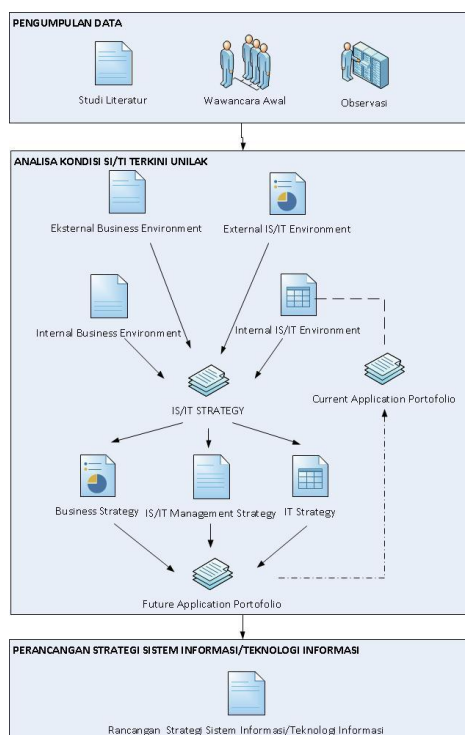 PENGUMPULAN DATA
Studi Literatur
Wawancara Awal
Observasi
ANALISA KONDISI SI/TI TERKINI UNILAK
Eksternal Business Environment
External IS/IT Environment
Internal Business Environment
Internal IS/IT Environment
IS/IT STRATEGY
Current Application Portofolio
Business Strategy
IS/IT Management Strategy
IT Strategy
Future Application Portofolio
PERANCANGAN STRATEGI SISTEM INFORMASI/TEKNOLOGI INFORMASI
Rancangan Strategi Sistem Informasi/Teknologi Informasi